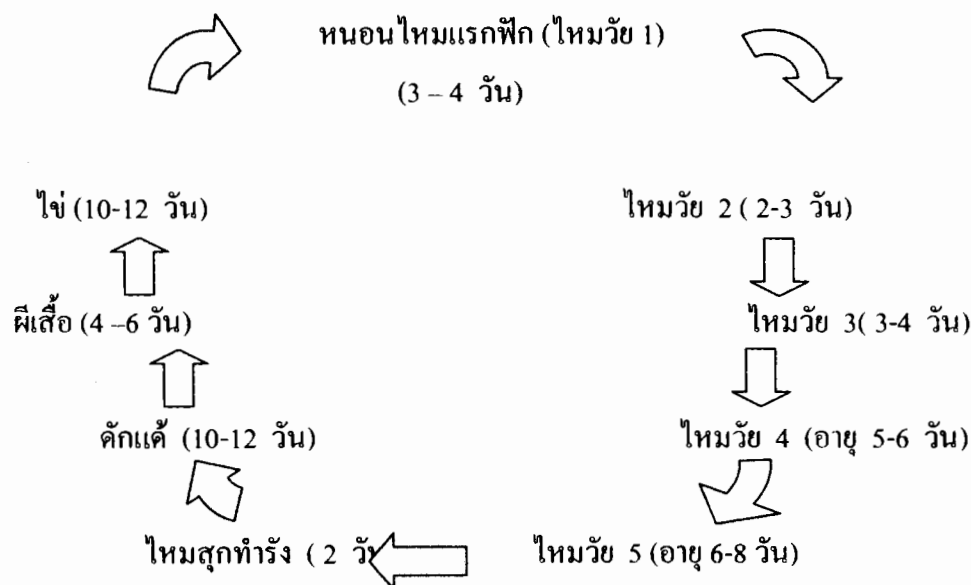 หนอนไหมแรกฟัก (ไหมวัย 1)
(3 – 4 วัน)
ไข่ (10-12 วัน)
ไหมวัย 2 ( 2-3 วัน)
ผีเสื้อ (4 –6 วัน)
ไหมวัย 3( 3-4 วัน)
ดักแด้ (10-12 วัน)
ไหมวัย 4 (อายุ 5-6 วัน)
ไหมสุกทำรัง ( 2
ไหมวัย 5 (อายุ 6-8 วัน)